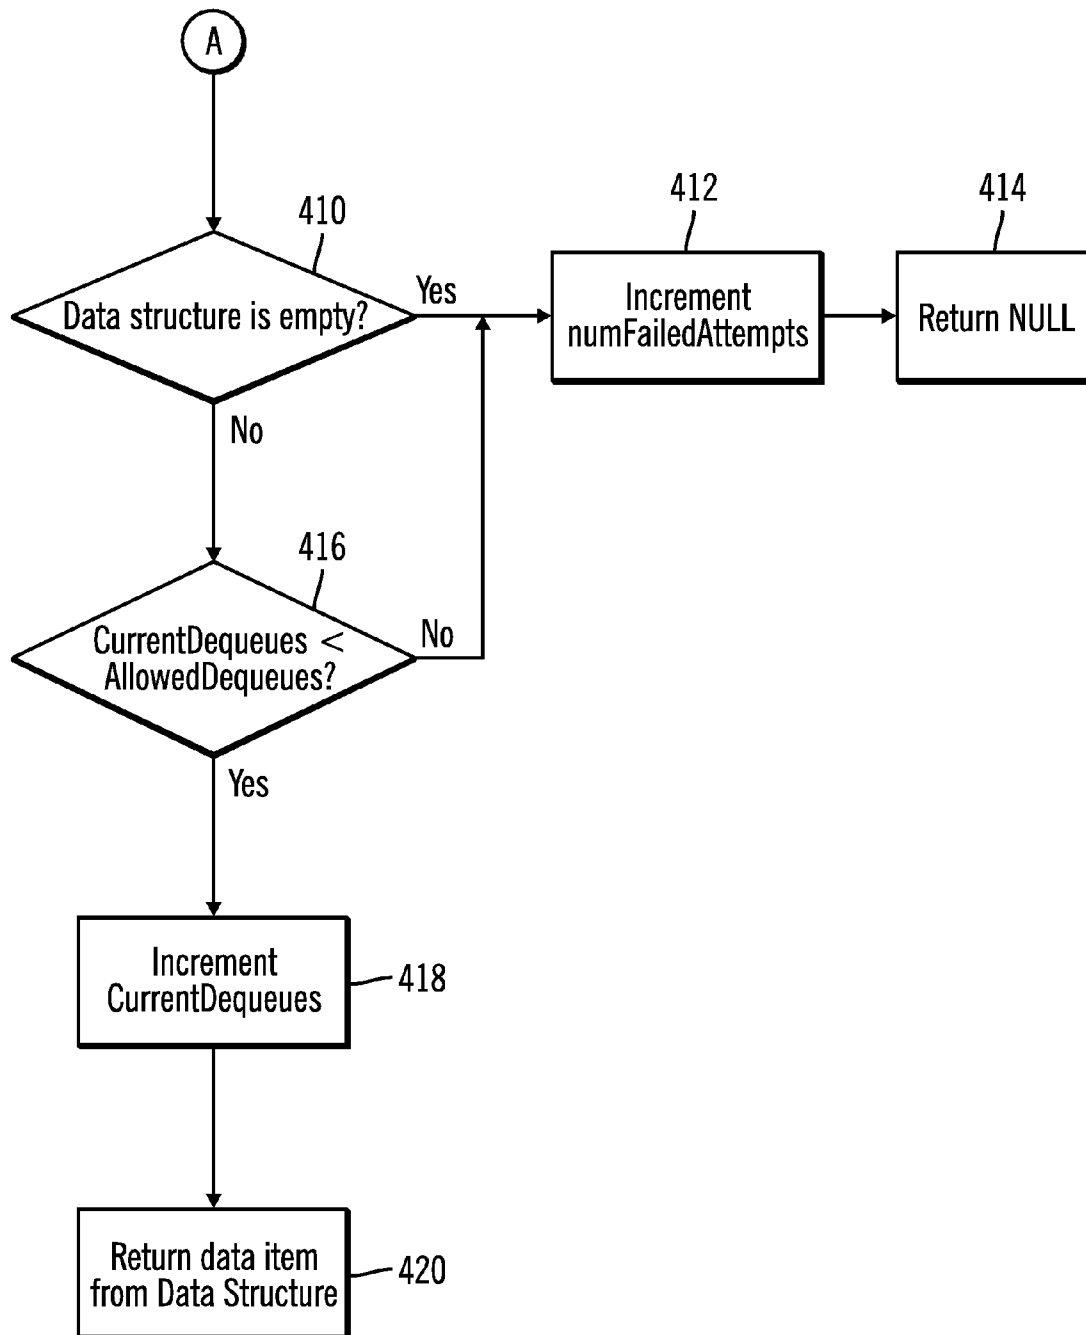 A
410
Data structure is empty?
Yes
No
412
Increment
numFailedAttempts
414
Return NULL
416
CurrentDequeues <
AllowedDequeues?
No
Yes
Increment
CurrentDequeues
418
Return data item
from Data Structure
420